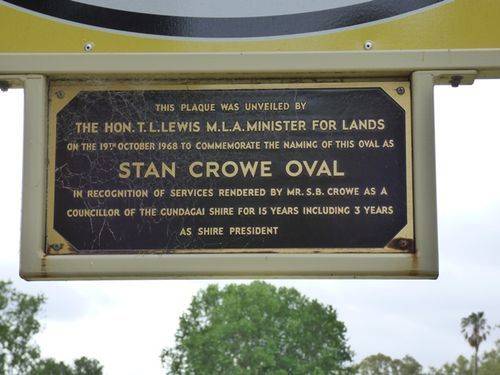 THIS PLAQUE WAS UNVEILED BY
THE HON. T.L.LEWIS M.L.A. MINISTER FOR LANDS
ON THE 19TH OCTOBER 1968 TO COMMEMORATE THE NAMING OF THIS OVAL AS
STAN CROWE OVAL
IN RECOGNITION OF SERVICES RENDERED BY MR. S.B. CROWE AS A
COUNCILLOR OF THE GUNDAGAI SHIRE FOR 15 YEARS INCLUDING 3 YEARS
AS SHIRE PRESIDENT